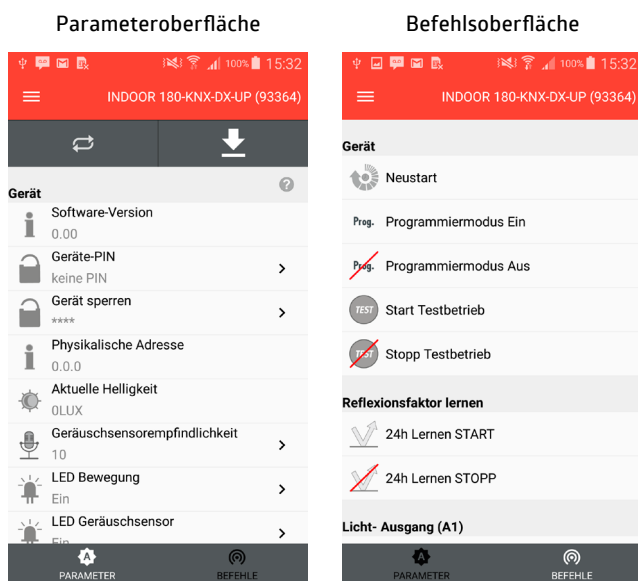 Parameteroberfläche
100% 15:32
INDOOR 180-KNX-DX-UP (93364)
Gerät
?
Software-Version
0.00
Geräte-PIN
keine PIN
Gerät sperren
****
Physikalische Adresse
0.0.0
Aktuelle Helligkeit
0LUX
Geräuschsensorempfindlichkeit
10
LED Bewegung
Ein
LED Geräuschsensor
Ein
A
PARAMETER
BEFEHLE
Befehlsoberfläche
100% 15:32
INDOOR 180-KNX-DX-UP (93364)
Gerät
Neustart
Prog. Programmiermodus Ein
Prog. Programmiermodus Aus
TEST Start Testbetrieb
TEST Stopp Testbetrieb
Reflexionsfaktor lernen
24h Lernen START
24h Lernen STOPP
Licht- Ausgang (A1)
A
PARAMETER
BEFEHLE